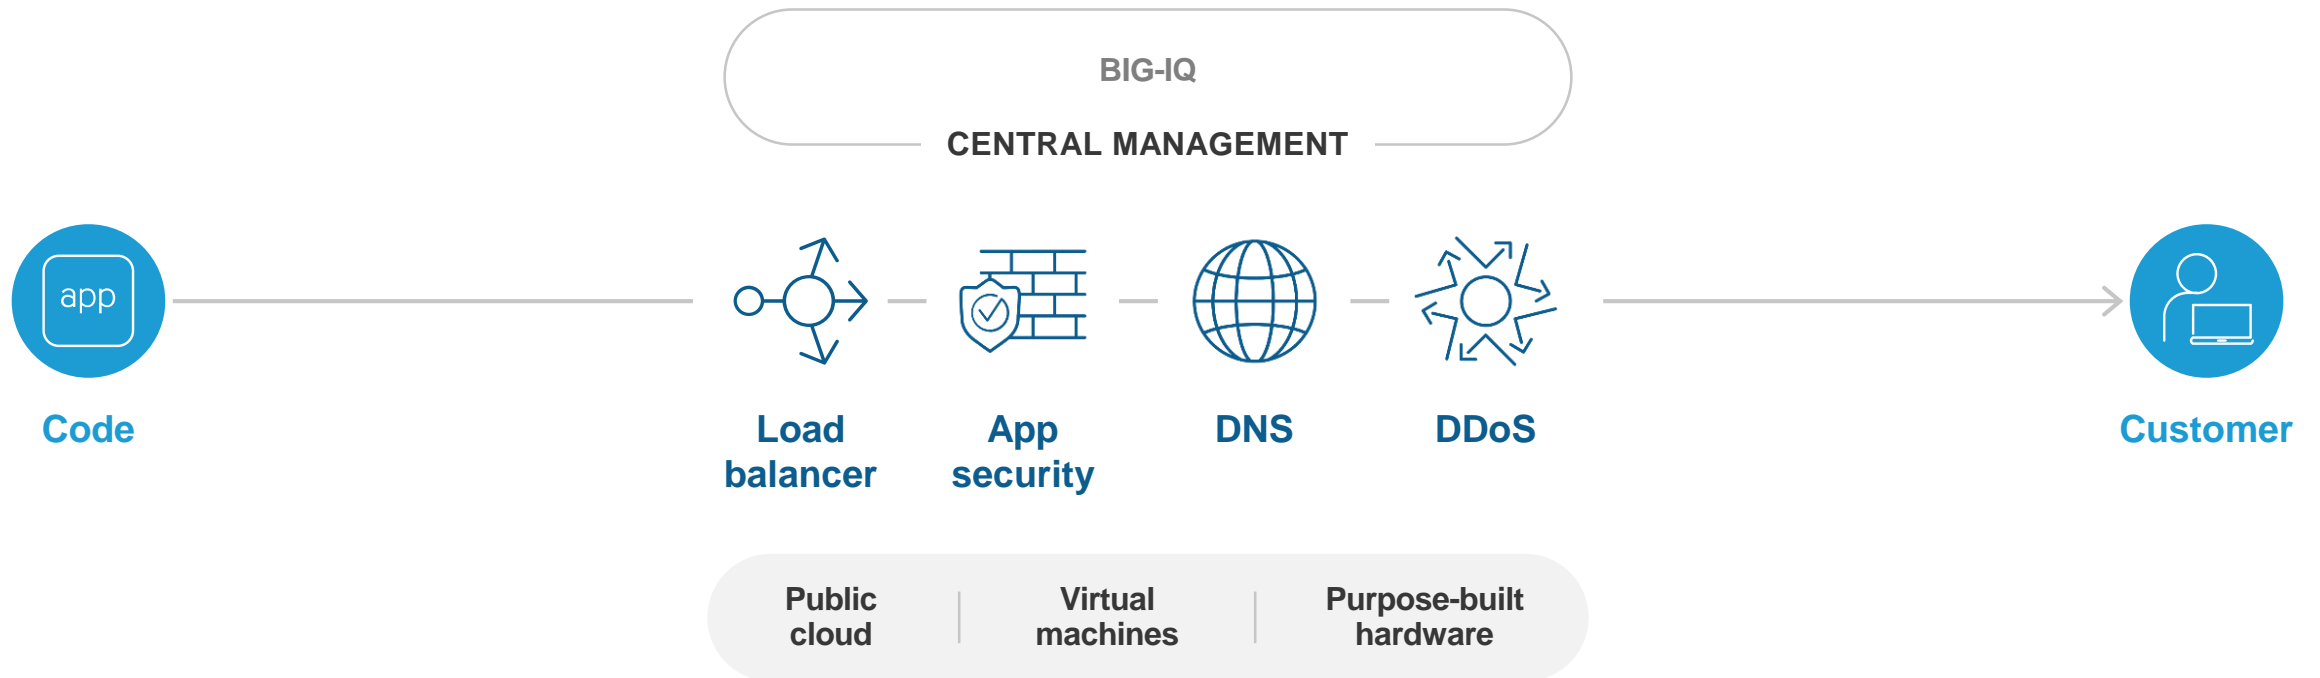 BIG-IQ
CENTRAL MANAGEMENT
app
Code
Load
balancer
App
security
DNS
DDoS
Customer
Public
cloud
Virtual
machines
Purpose-built
hardware